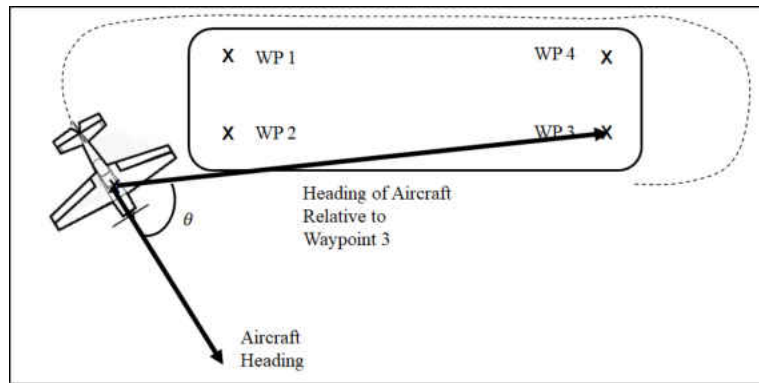 X WP 1
WP 4 X
X WP 2
WP 3 X
Heading of Aircraft
Relative to
Waypoint 3
θ
Aircraft
Heading